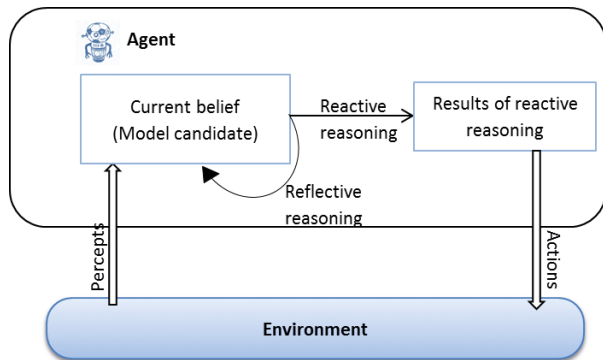 Agent
Current belief
(Model candidate)
Reactive
reasoning
Results of reactive
reasoning
Reflective
reasoning
Percepts
Actions
Environment